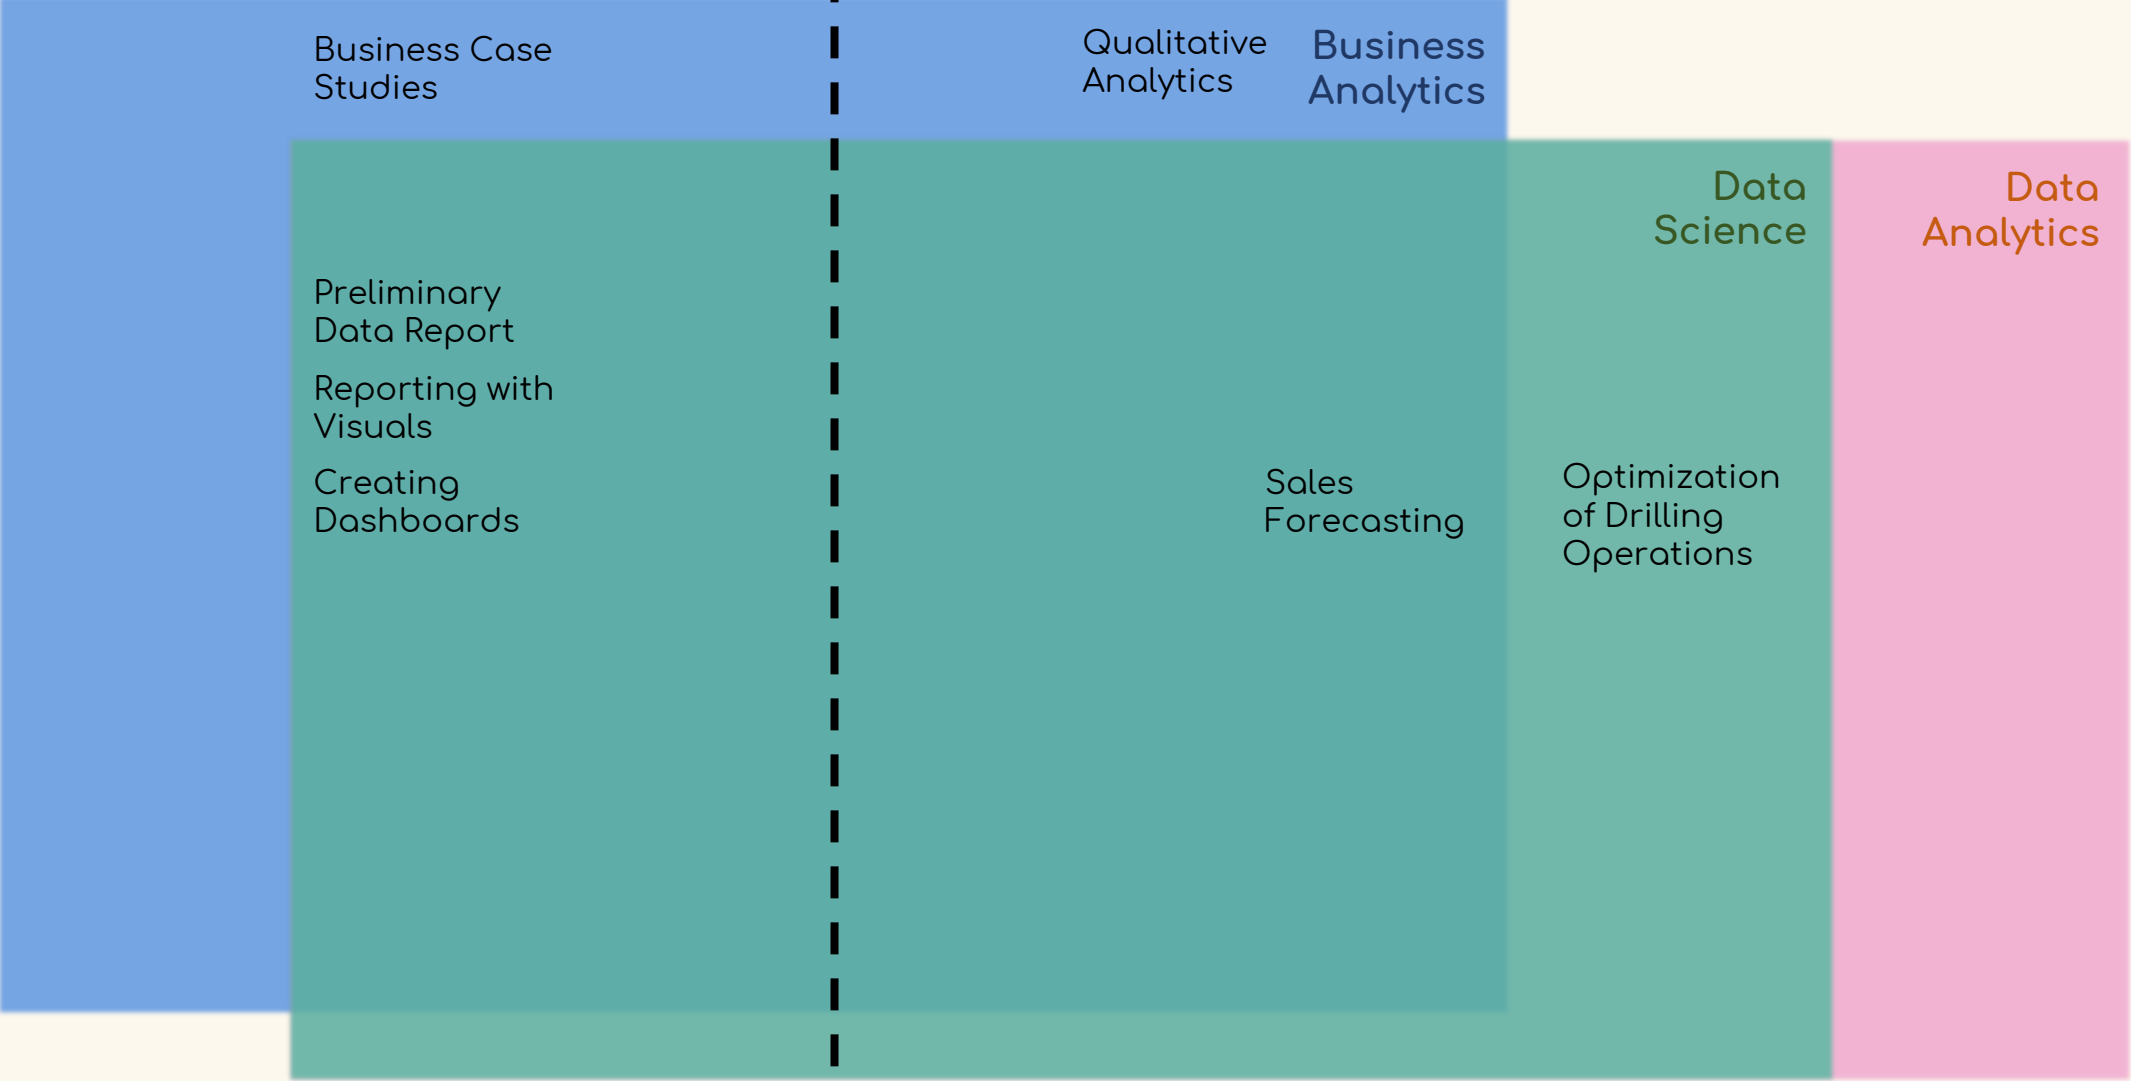 Business Case
Studies
Qualitative
Analytics
Business
Analytics
Data
Science
Data
Analytics
Preliminary
Data Report
Reporting with
Visuals
Creating
Dashboards
Sales
Forecasting
Optimization
of Drilling
Operations